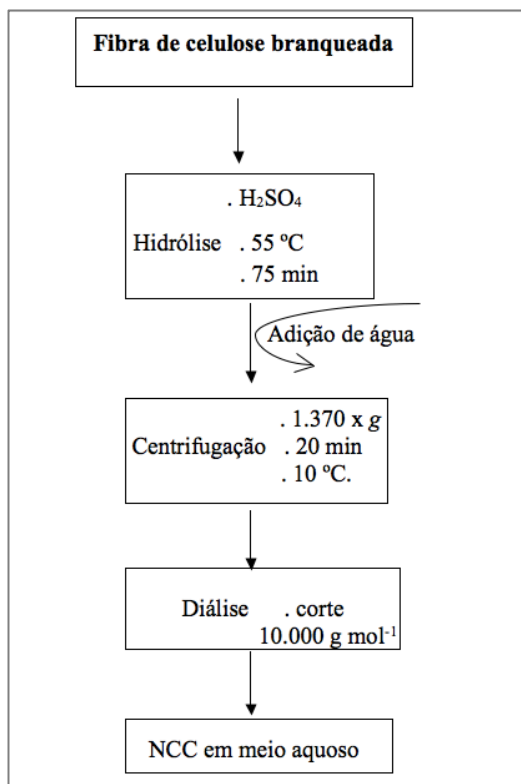 Fibra de celulose branqueada
. H₂SO₄
Hidrólise . 55 ºC
. 75 min
Adição de água
. 1.370 x g
Centrifugação . 20 min
. 10 ºC.
Diálise . corte
10.000 g mol⁻¹
NCC em meio aquoso